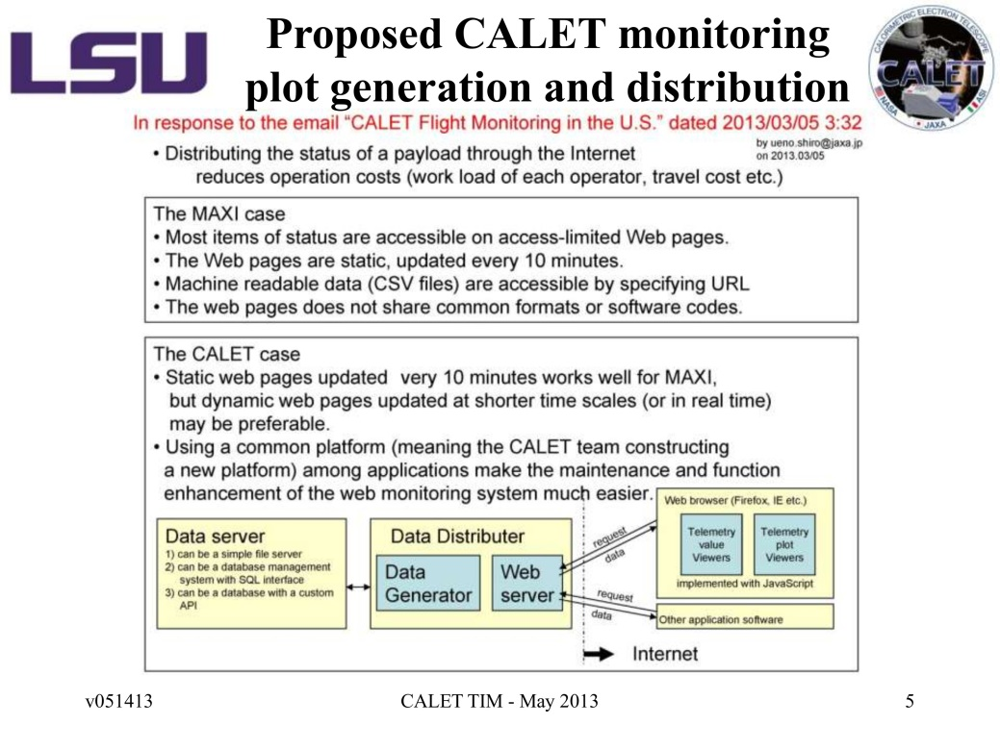 LSU
Proposed CALET monitoring
plot generation and distribution
CALORIMETRIC ELECTRON TELESCOPE
CALET
NASA
JAXA
ASI
In response to the email “CALET Flight Monitoring in the U.S.” dated 2013/03/05 3:32
by ueno.shiro@jaxa.jp
on 2013.03/05
• Distributing the status of a payload through the Internet
reduces operation costs (work load of each operator, travel cost etc.)
The MAXI case
• Most items of status are accessible on access-limited Web pages.
• The Web pages are static, updated every 10 minutes.
• Machine readable data (CSV files) are accessible by specifying URL
• The web pages does not share common formats or software codes.
The CALET case
• Static web pages updated very 10 minutes works well for MAXI,
but dynamic web pages updated at shorter time scales (or in real time)
may be preferable.
• Using a common platform (meaning the CALET team constructing
a new platform) among applications make the maintenance and function
enhancement of the web monitoring system much easier.
Data server
1) can be a simple file server
2) can be a database management
system with SQL interface
3) can be a database with a custom
API
Data Distributer
Data
Generator
Web
server
request
data
request
data
Web browser (Firefox, IE etc.)
Telemetry
value
Viewers
Telemetry
plot
Viewers
implemented with JavaScript
Other application software
Internet
v051413
CALET TIM - May 2013
5